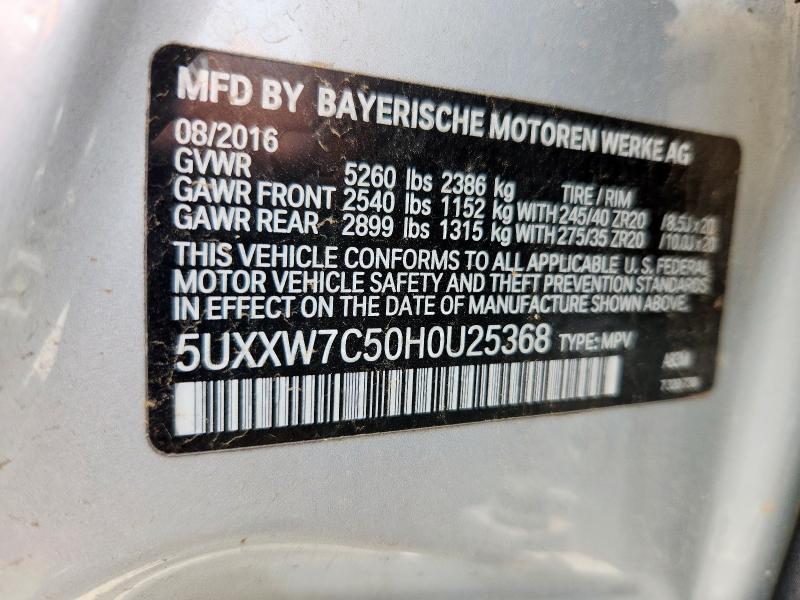 MFD BY BAYERISCHE MOTOREN WERKE AG
08/2016
GVWR 5260 lbs 2386 kg TIRE / RIM
GAWR FRONT 2540 lbs 1152 kg WITH 245/40 ZR20 /8.5J x 20
GAWR REAR 2899 lbs 1315 kg WITH 275/35 ZR20 /10.0J x 20
THIS VEHICLE CONFORMS TO ALL APPLICABLE U. S. FEDERAL
MOTOR VEHICLE SAFETY AND THEFT PREVENTION STANDARDS
IN EFFECT ON THE DATE OF MANUFACTURE SHOWN ABOVE.
5UXXW7C50H0U25368 TYPE: MPV